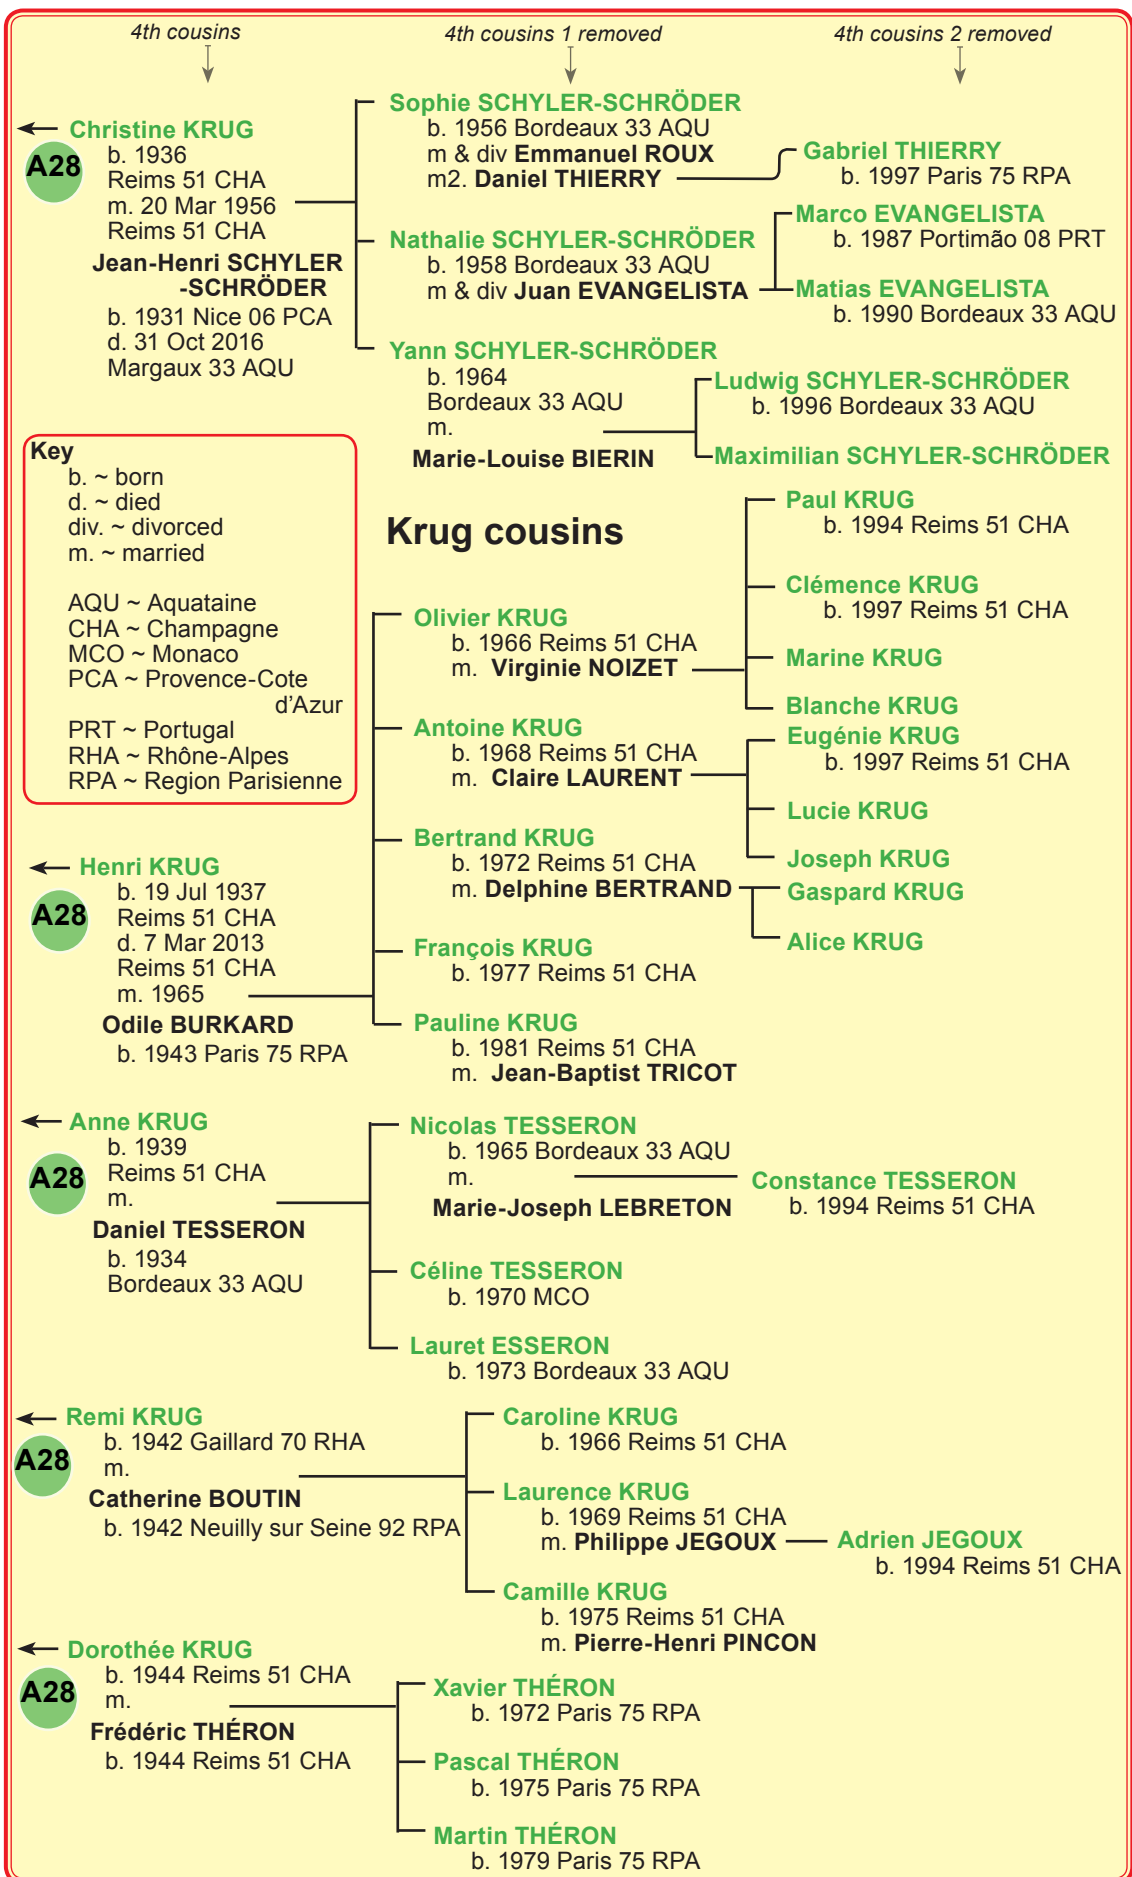 4th cousins
4th cousins 1 removed
4th cousins 2 removed
Christine KRUG
A28
b. 1936
Reims 51 CHA
m. 20 Mar 1956
Reims 51 CHA
Jean-Henri SCHYLER
-SCHRÖDER
b. 1931 Nice 06 PCA
d. 31 Oct 2016
Margaux 33 AQU
Sophie SCHYLER-SCHRÖDER
b. 1956 Bordeaux 33 AQU
m & div Emmanuel ROUX
m2. Daniel THIERRY
Gabriel THIERRY
b. 1997 Paris 75 RPA
Nathalie SCHYLER-SCHRÖDER
b. 1958 Bordeaux 33 AQU
m & div Juan EVANGELISTA
Marco EVANGELISTA
b. 1987 Portimão 08 PRT
Matias EVANGELISTA
b. 1990 Bordeaux 33 AQU
Yann SCHYLER-SCHRÖDER
b. 1964
Bordeaux 33 AQU
m.
Marie-Louise BIERIN
Ludwig SCHYLER-SCHRÖDER
b. 1996 Bordeaux 33 AQU
Maximilian SCHYLER-SCHRÖDER
Key
b. ~ born
d. ~ died
div. ~ divorced
m. ~ married
AQU ~ Aquataine
CHA ~ Champagne
MCO ~ Monaco
PCA ~ Provence-Cote
d'Azur
PRT ~ Portugal
RHA ~ Rhône-Alpes
RPA ~ Region Parisienne
Krug cousins
Henri KRUG
A28
b. 19 Jul 1937
Reims 51 CHA
d. 7 Mar 2013
Reims 51 CHA
m. 1965
Odile BURKARD
b. 1943 Paris 75 RPA
Olivier KRUG
b. 1966 Reims 51 CHA
m. Virginie NOIZET
Paul KRUG
b. 1994 Reims 51 CHA
Clémence KRUG
b. 1997 Reims 51 CHA
Marine KRUG
Blanche KRUG
Antoine KRUG
b. 1968 Reims 51 CHA
m. Claire LAURENT
Eugénie KRUG
b. 1997 Reims 51 CHA
Lucie KRUG
Joseph KRUG
Bertrand KRUG
b. 1972 Reims 51 CHA
m. Delphine BERTRAND
Gaspard KRUG
Alice KRUG
François KRUG
b. 1977 Reims 51 CHA
Pauline KRUG
b. 1981 Reims 51 CHA
m. Jean-Baptist TRICOT
Anne KRUG
A28
b. 1939
Reims 51 CHA
m.
Daniel TESSERON
b. 1934
Bordeaux 33 AQU
Nicolas TESSERON
b. 1965 Bordeaux 33 AQU
m.
Marie-Joseph LEBRETON
Constance TESSERON
b. 1994 Reims 51 CHA
Céline TESSERON
b. 1970 MCO
Lauret ESSERON
b. 1973 Bordeaux 33 AQU
Remi KRUG
A28
b. 1942 Gaillard 70 RHA
m.
Catherine BOUTIN
b. 1942 Neuilly sur Seine 92 RPA
Caroline KRUG
b. 1966 Reims 51 CHA
Laurence KRUG
b. 1969 Reims 51 CHA
m. Philippe JEGOUX
Adrien JEGOUX
b. 1994 Reims 51 CHA
Camille KRUG
b. 1975 Reims 51 CHA
m. Pierre-Henri PINCON
Dorothée KRUG
A28
b. 1944 Reims 51 CHA
m.
Frédéric THÉRON
b. 1944 Reims 51 CHA
Xavier THÉRON
b. 1972 Paris 75 RPA
Pascal THÉRON
b. 1975 Paris 75 RPA
Martin THÉRON
b. 1979 Paris 75 RPA